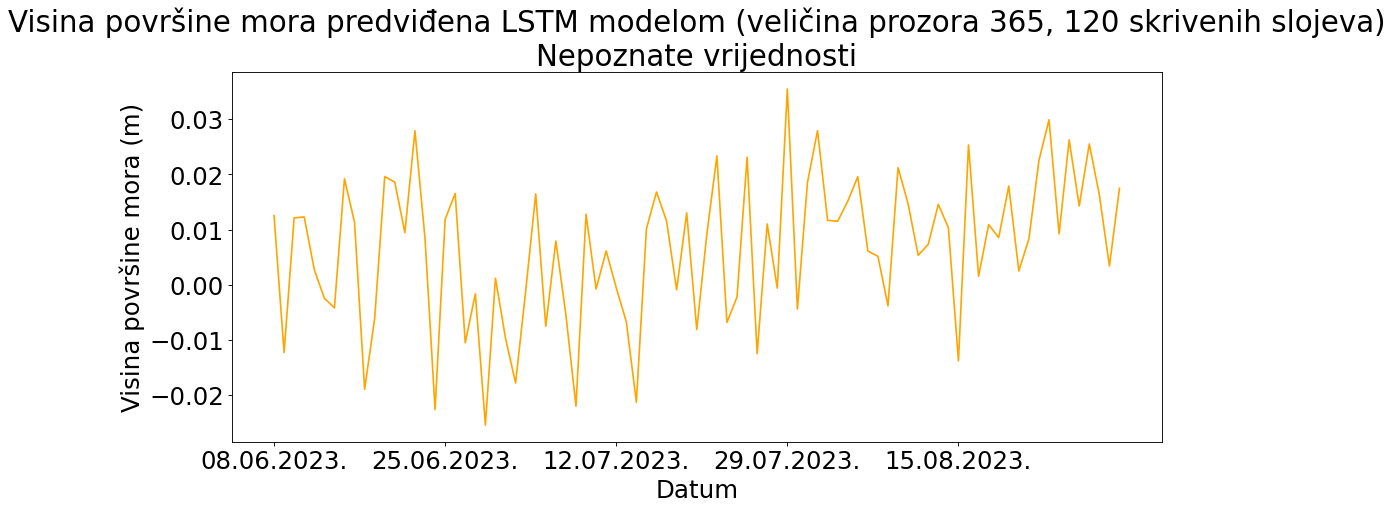 Visina površine mora predviđena LSTM modelom (veličina prozora 365, 120 skrivenih slojeva)
Nepoznate vrijednosti
Visina površine mora (m)
0.03
0.02
0.01
0.00
−0.01
−0.02
08.06.2023. 25.06.2023. 12.07.2023. 29.07.2023. 15.08.2023.
Datum